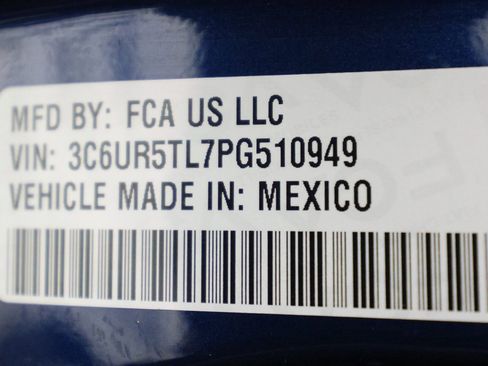 MFD BY: FCA US LLC
VIN: 3C6UR5TL7PG510949
VEHICLE MADE IN: MEXICO